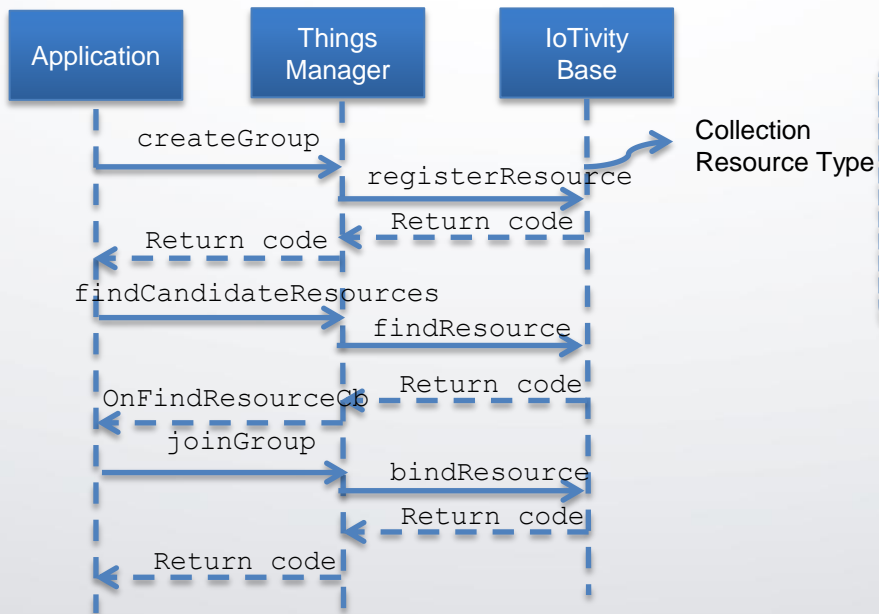 Application
Things
Manager
IoTivity
Base
createGroup
Collection
Resource Type
registerResource
Return code
Return code
findCandidateResources
findResource
Return code
OnFindResourceCb
joinGroup
bindResource
Return code
Return code